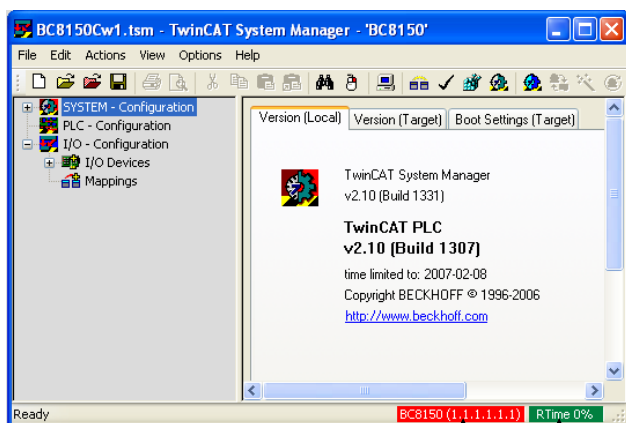 BC8150Cw1.tsm - TwinCAT System Manager - 'BC8150'
File Edit Actions View Options Help
SYSTEM - Configuration
PLC - Configuration
I/O - Configuration
I/O Devices
Mappings
Version (Local) Version (Target) Boot Settings (Target)
TwinCAT System Manager
v2.10 (Build 1331)
TwinCAT PLC
v2.10 (Build 1307)
time limited to: 2007-02-08
Copyright BECKHOFF © 1996-2006
http://www.beckhoff.com
Ready BC8150 (1.1.1.1.1.1) RTime 0%